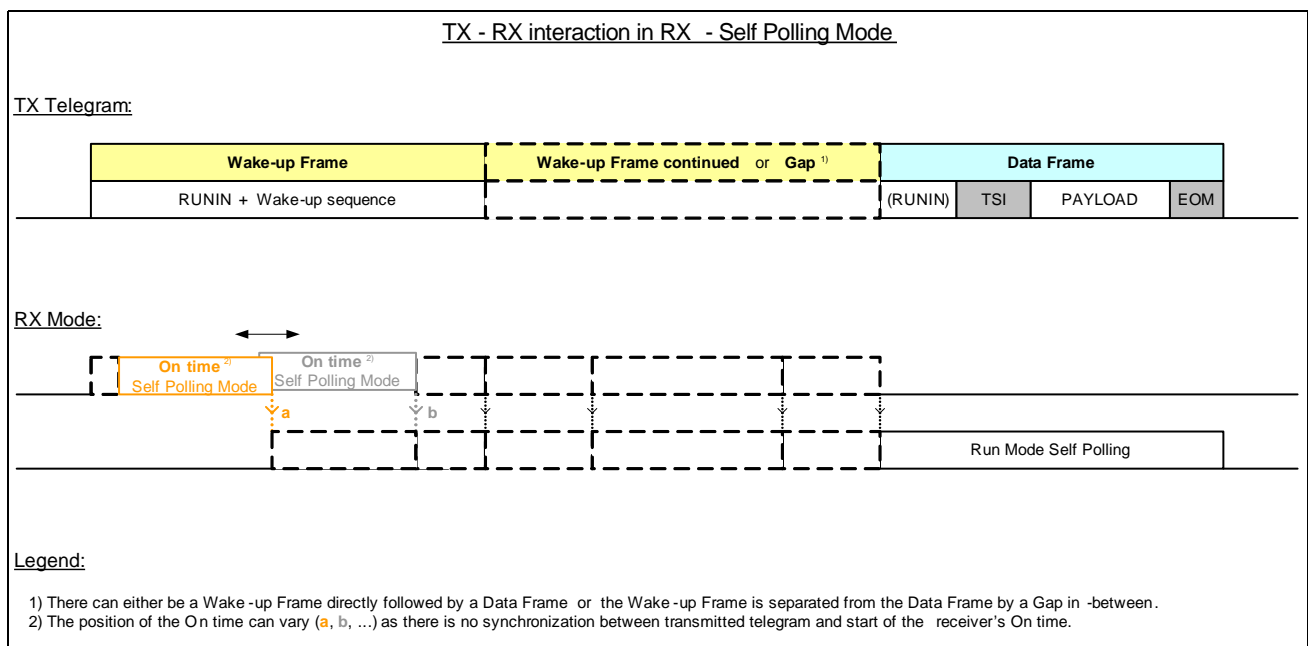 TX - RX interaction in RX - Self Polling Mode
TX Telegram:
Wake-up Frame
Wake-up Frame continued or Gap 1)
Data Frame
RUNIN + Wake-up sequence
(RUNIN)
TSI
PAYLOAD
EOM
RX Mode:
On time 2)
Self Polling Mode
On time 2)
Self Polling Mode
a
b
Run Mode Self Polling
Legend:
1) There can either be a Wake-up Frame directly followed by a Data Frame or the Wake-up Frame is separated from the Data Frame by a Gap in-between.
2) The position of the On time can vary (a, b, ...) as there is no synchronization between transmitted telegram and start of the receiver's On time.